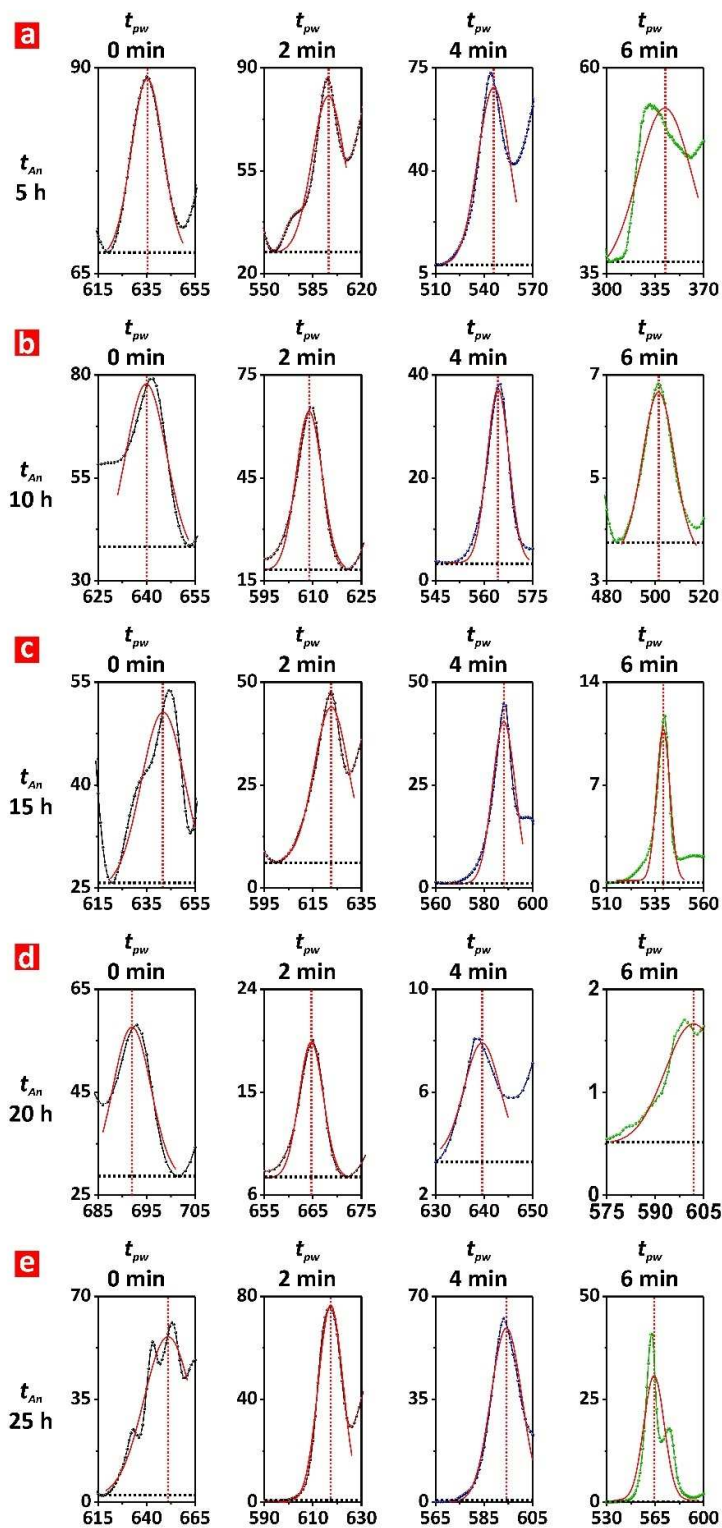 a
t_pw t_pw t_pw t_pw
0 min 2 min 4 min 6 min
90 90 75 60
t_An
5 h
55 40
65 20 5 35
615 635 655 550 585 620 510 540 570 300 335 370
b
t_pw t_pw t_pw t_pw
0 min 2 min 4 min 6 min
80 75 40 7
t_An
10 h
55 45 20 5
30 15 0 3
625 640 655 595 610 625 545 560 575 480 500 520
c
t_pw t_pw t_pw t_pw
0 min 2 min 4 min 6 min
55 50 50 14
t_An
15 h
40 25 25 7
25 0 0 0
615 635 655 595 615 635 560 580 600 510 535 560
d
t_pw t_pw t_pw t_pw
0 min 2 min 4 min 6 min
65 24 10 2
t_An
20 h
45 15 6 1
25 6 2 0
685 695 705 655 665 676 630 640 650 575 590 605
e
t_pw t_pw t_pw t_pw
0 min 2 min 4 min 6 min
70 80 70 50
t_An
25 h
35 40 35 25
0 0 0 0
615 640 665 590 610 630 565 585 605 530 565 600